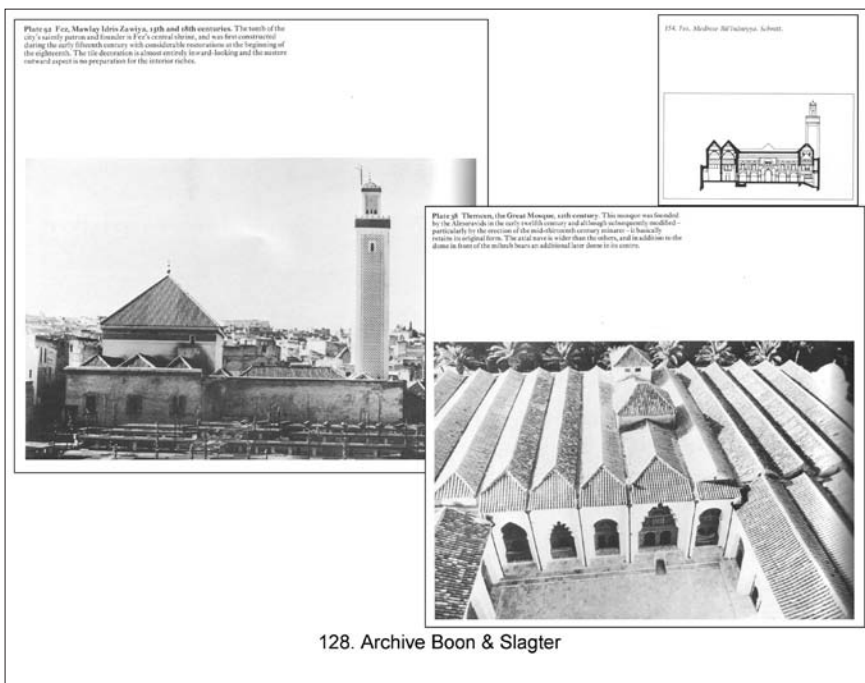 Plate 92 Fez, Mawlay Idris Zawiya, 15th and 18th centuries. The tomb of the
city's saintly patron and founder is Fez's central shrine, and was first constructed
during the early fifteenth century with considerable restorations at the beginning of
the eighteenth. The tile decoration is almost entirely inward-looking and the austere
outward aspect is no preparation for the interior riches.
154. Fes. Medrese Bū'inānīyya. Schnitt.
Plate 38 Tlemcen, the Great Mosque, 12th century. This mosque was founded
by the Almoravids in the early twelfth century and although subsequently modified –
particularly by the erection of the mid-thirteenth century minaret – it basically
retains its original form. The axial nave is wider than the others, and in addition to the
dome in front of the mihrab bears an additional later dome in its centre.
128. Archive Boon & Slagter